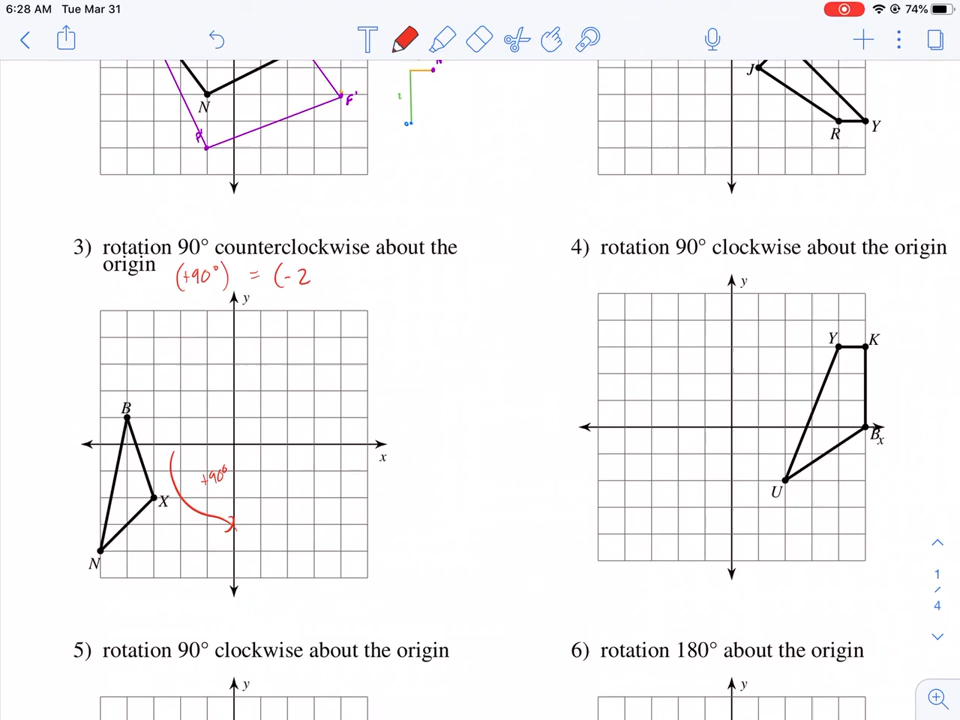 6:28 AM Tue Mar 31
74%
T
N
P'
F'
J
R
Y
3) rotation 90° counterclockwise about the
origin
(+90°) = (-2
y
B
x
+90°
X
N
4) rotation 90° clockwise about the origin
y
Y
K
B
x
U
1
/
4
5) rotation 90° clockwise about the origin
y
6) rotation 180° about the origin
y